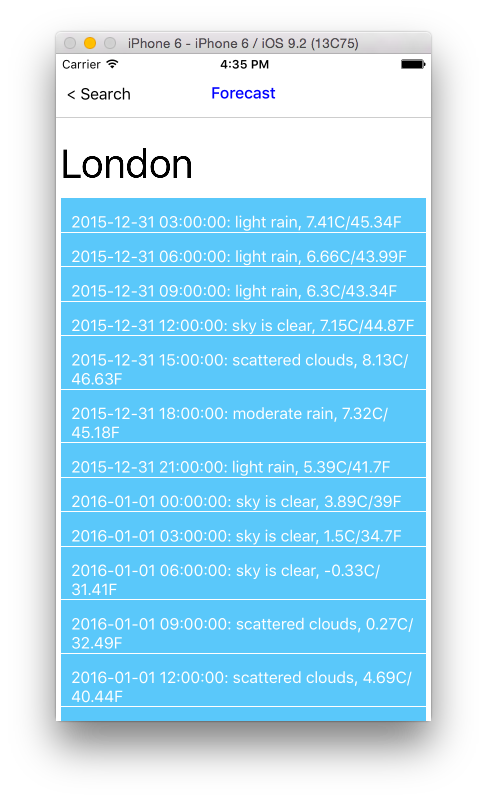 iPhone 6 - iPhone 6 / iOS 9.2 (13C75)
Carrier 4:35 PM
< Search Forecast
London
2015-12-31 03:00:00: light rain, 7.41C/45.34F
2015-12-31 06:00:00: light rain, 6.66C/43.99F
2015-12-31 09:00:00: light rain, 6.3C/43.34F
2015-12-31 12:00:00: sky is clear, 7.15C/44.87F
2015-12-31 15:00:00: scattered clouds, 8.13C/
46.63F
2015-12-31 18:00:00: moderate rain, 7.32C/
45.18F
2015-12-31 21:00:00: light rain, 5.39C/41.7F
2016-01-01 00:00:00: sky is clear, 3.89C/39F
2016-01-01 03:00:00: sky is clear, 1.5C/34.7F
2016-01-01 06:00:00: sky is clear, -0.33C/
31.41F
2016-01-01 09:00:00: scattered clouds, 0.27C/
32.49F
2016-01-01 12:00:00: scattered clouds, 4.69C/
40.44F